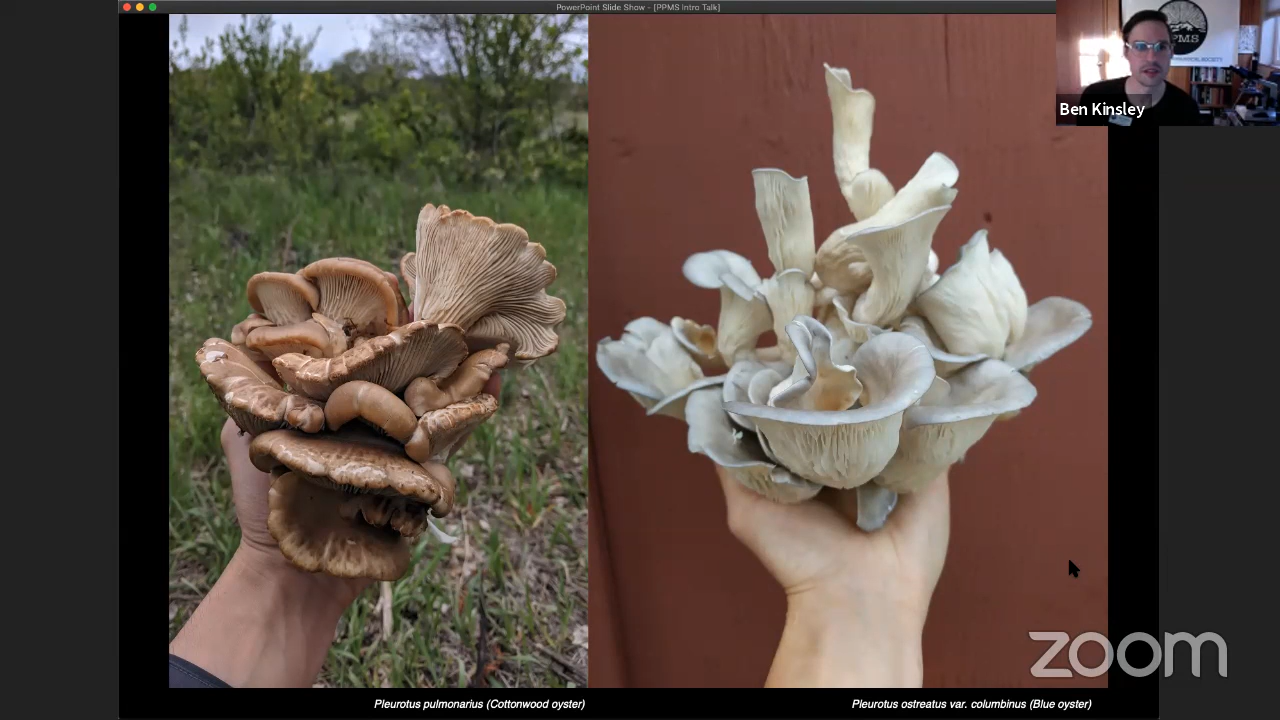 PowerPoint Slide Show - [PPMS Intro Talk]
PMS
Ben Kinsley
zoom
Pleurotus pulmonarius (Cottonwood oyster)
Pleurotus ostreatus var. columbinus (Blue oyster)